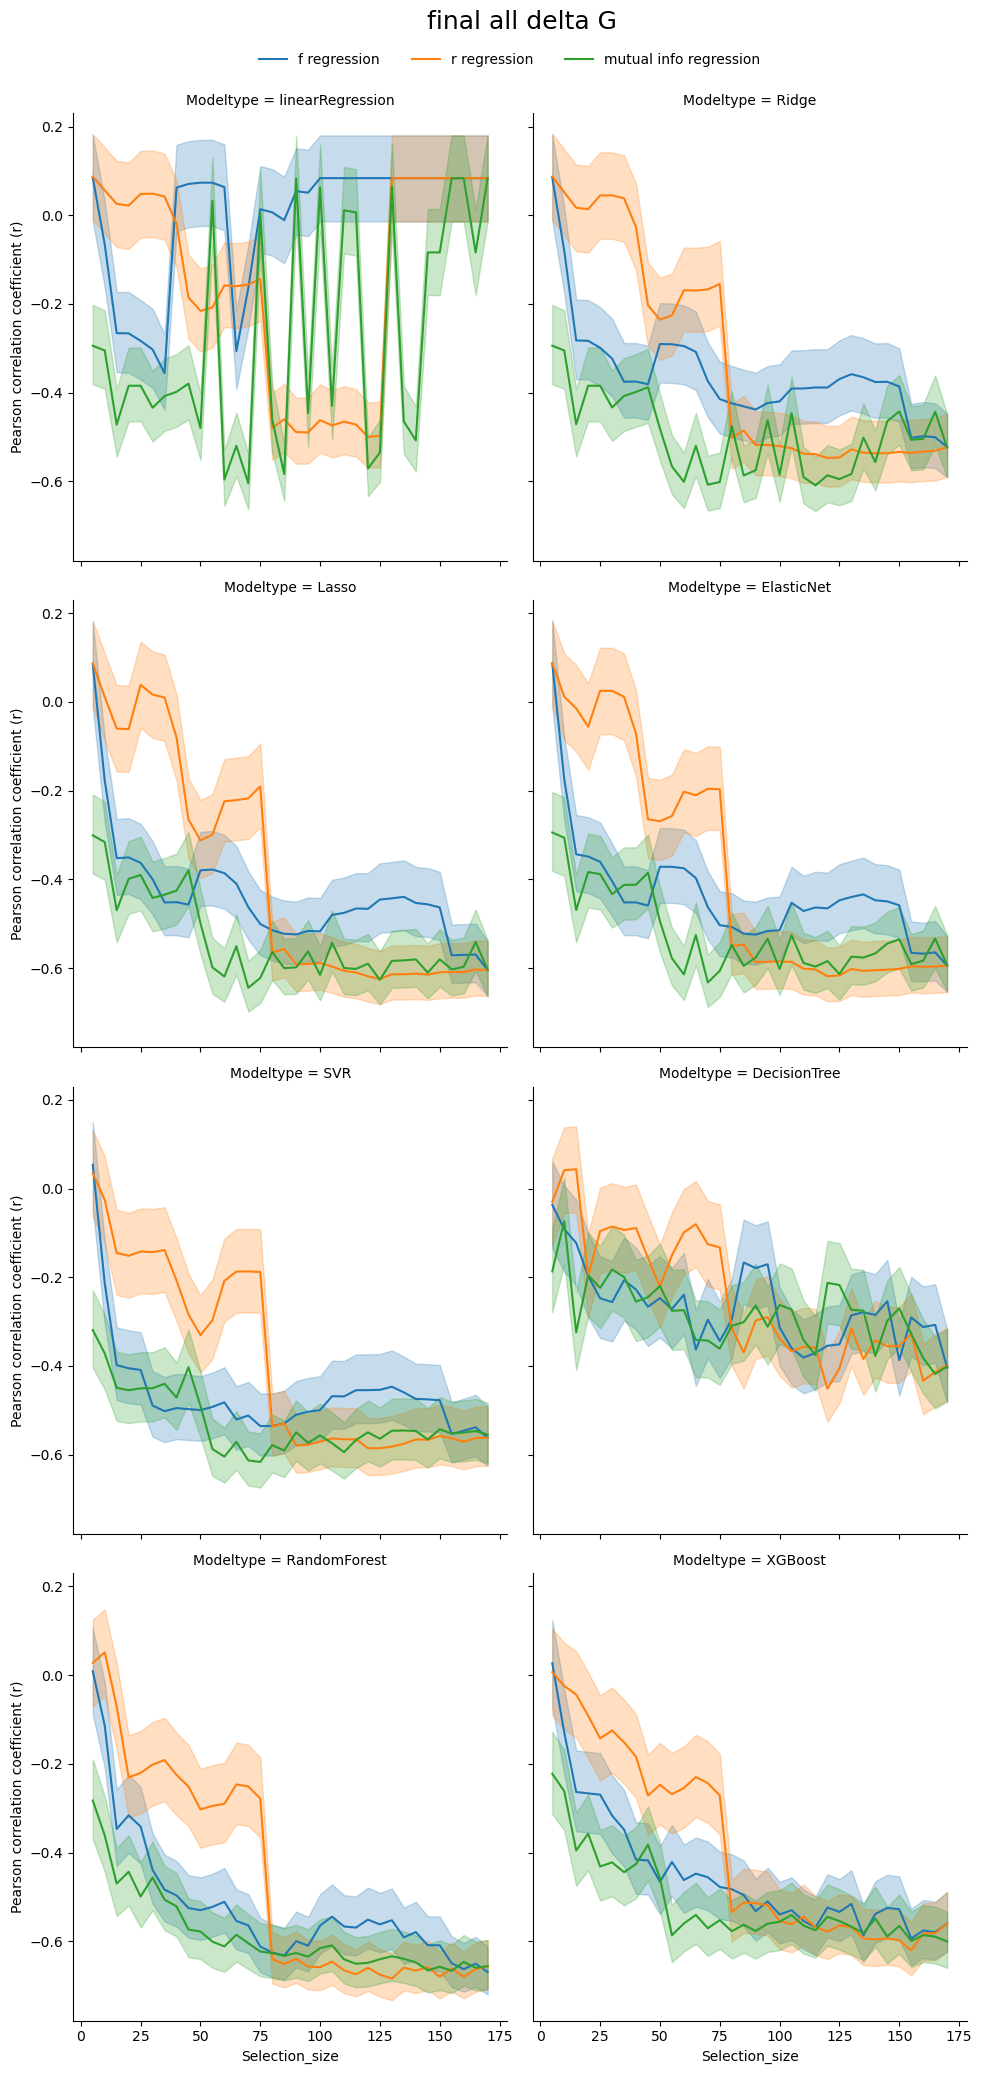 final all delta G
f regression r regression mutual info regression
Modeltype = linearRegression
Modeltype = Ridge
Pearson correlation coefficient (r)
0.2
0.0
−0.2
−0.4
−0.6
Modeltype = Lasso
Modeltype = ElasticNet
Pearson correlation coefficient (r)
0.2
0.0
−0.2
−0.4
−0.6
Modeltype = SVR
Modeltype = DecisionTree
Pearson correlation coefficient (r)
0.2
0.0
−0.2
−0.4
−0.6
Modeltype = RandomForest
Modeltype = XGBoost
Pearson correlation coefficient (r)
0.2
0.0
−0.2
−0.4
−0.6
0 25 50 75 100 125 150 175
0 25 50 75 100 125 150 175
Selection_size
Selection_size